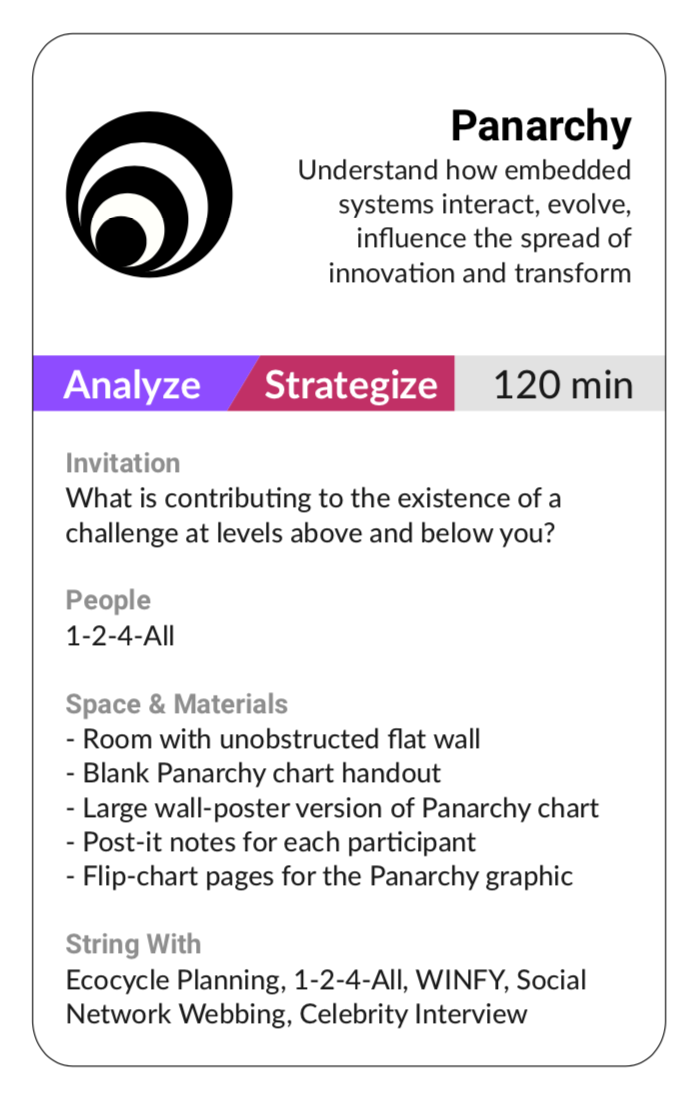 Panarchy
Understand how embedded
systems interact, evolve,
influence the spread of
innovation and transform
Analyze
Strategize
120 min
Invitation
What is contributing to the existence of a
challenge at levels above and below you?
People
1-2-4-All
Space & Materials
- Room with unobstructed flat wall
- Blank Panarchy chart handout
- Large wall-poster version of Panarchy chart
- Post-it notes for each participant
- Flip-chart pages for the Panarchy graphic
String With
Ecocycle Planning, 1-2-4-All, WINFY, Social
Network Webbing, Celebrity Interview